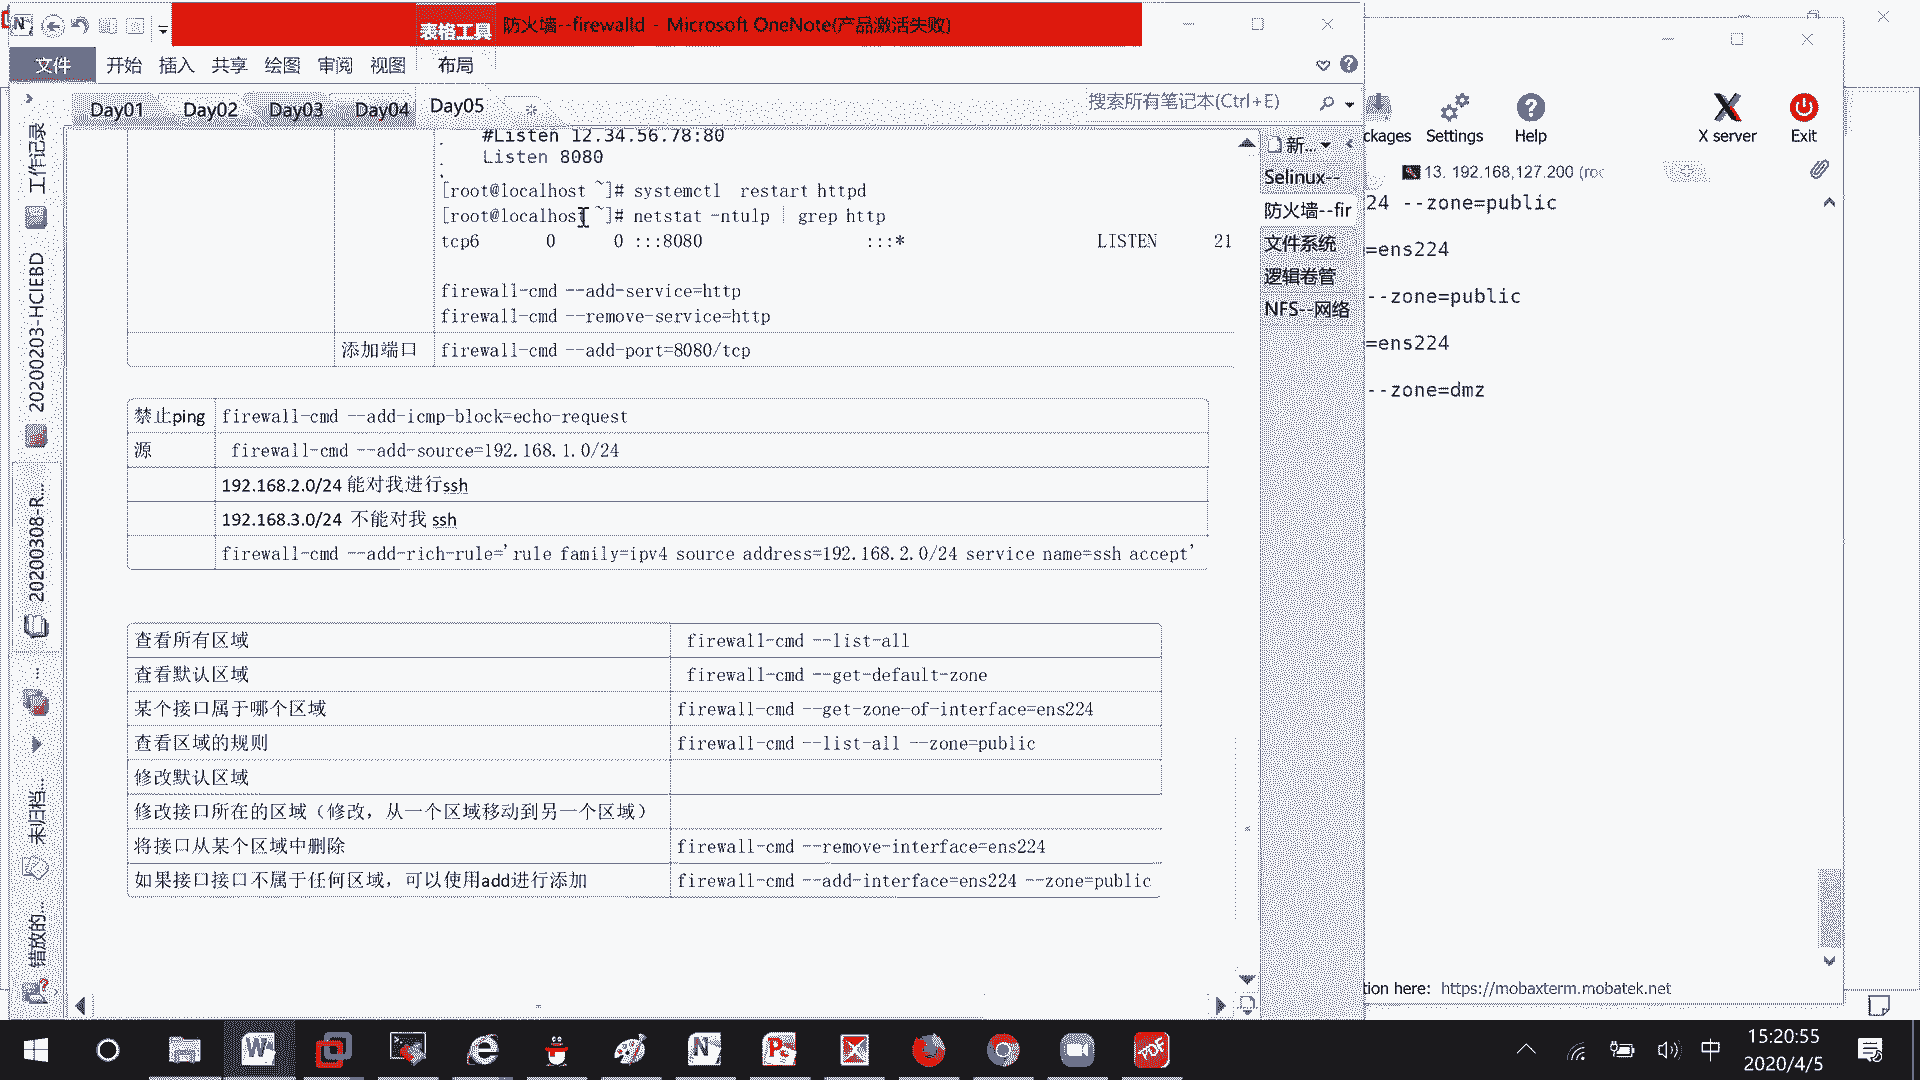 表格工具
防火墙--firewalld - Microsoft OneNote(产品激活失败)
文件 开始 插入 共享 绘图 审阅 视图 布局
Day01 Day02 Day03 Day04 Day05
搜索所有笔记本(Ctrl+E)
#Listen 12.34.56.78:80
Listen 8080
[root@localhost ~]# systemctl  restart httpd
[root@localhost ~]# netstat -ntulp | grep http
tcp6 0 0 :::8080 :::* LISTEN 21
firewall-cmd --add-service=http
firewall-cmd --remove-service=http
添加端口 firewall-cmd --add-port=8080/tcp
禁止ping firewall-cmd --add-icmp-block=echo-request
源 firewall-cmd --add-source=192.168.1.0/24
192.168.2.0/24 能对我进行ssh
192.168.3.0/24 不能对我 ssh
firewall-cmd --add-rich-rule='rule family=ipv4 source address=192.168.2.0/24 service name=ssh accept'
查看所有区域 firewall-cmd --list-all
查看默认区域 firewall-cmd --get-default-zone
某个接口属于哪个区域 firewall-cmd --get-zone-of-interface=ens224
查看区域的规则 firewall-cmd --list-all --zone=public
修改默认区域
修改接口所在的区域（修改，从一个区域移动到另一个区域）
将接口从某个区域中删除 firewall-cmd --remove-interface=ens224
如果接口接口不属于任何区域，可以使用add进行添加 firewall-cmd --add-interface=ens224 --zone=public
工作记录
20200203-HCIEBD
20200308-R...
未归档...
错放的...
新...
Selinux--
防火墙--fir
文件系统
逻辑卷管
NFS--网络
ckages Settings Help X server Exit
13. 192.168.127.200 (roo
24 --zone=public
=ens224
--zone=public
=ens224
--zone=dmz
tion here: https://mobaxterm.mobatek.net
中
15:20:55
2020/4/5